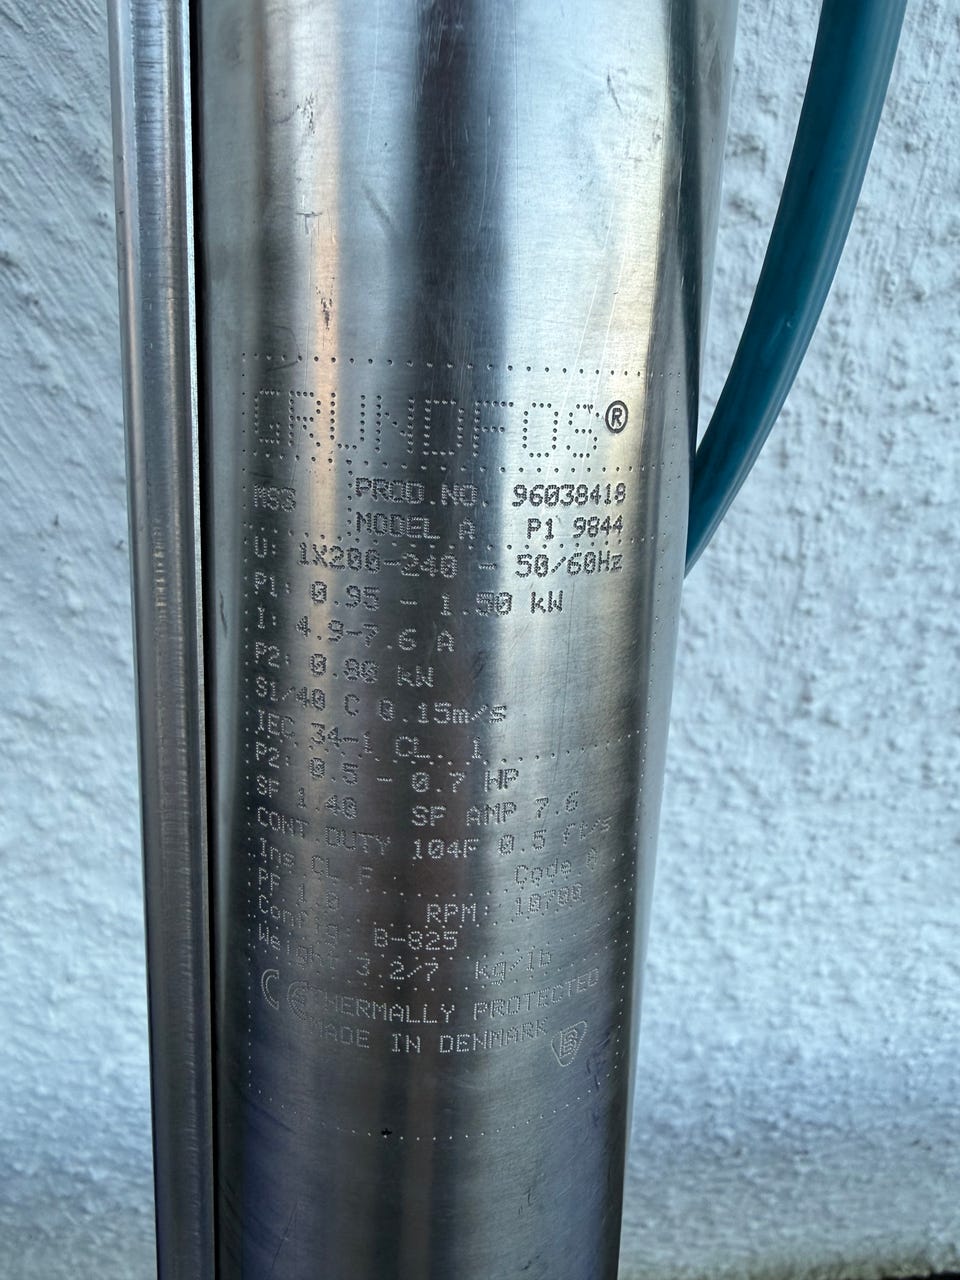 GRUNDFOS®
MS3 PROD.NO. 96038418
MODEL A P1 9844
U: 1X200-240 - 50/60Hz
P1: 0.95 - 1.50 kW
I: 4.9-7.6 A
P2: 0.80 kW
S1/40 C 0.15m/s
IEC 34-1 CL. 1
P2: 0.5 - 0.7 HP
SF 1.40 SF AMP 7.6
CONT DUTY 104F 0.5 ft/s
Ins CL F Code A
PF 1.0 RPM: 10700
Config. B-825
Weight 3.2/7 kg/lb
CE THERMALLY PROTECTED
MADE IN DENMARK